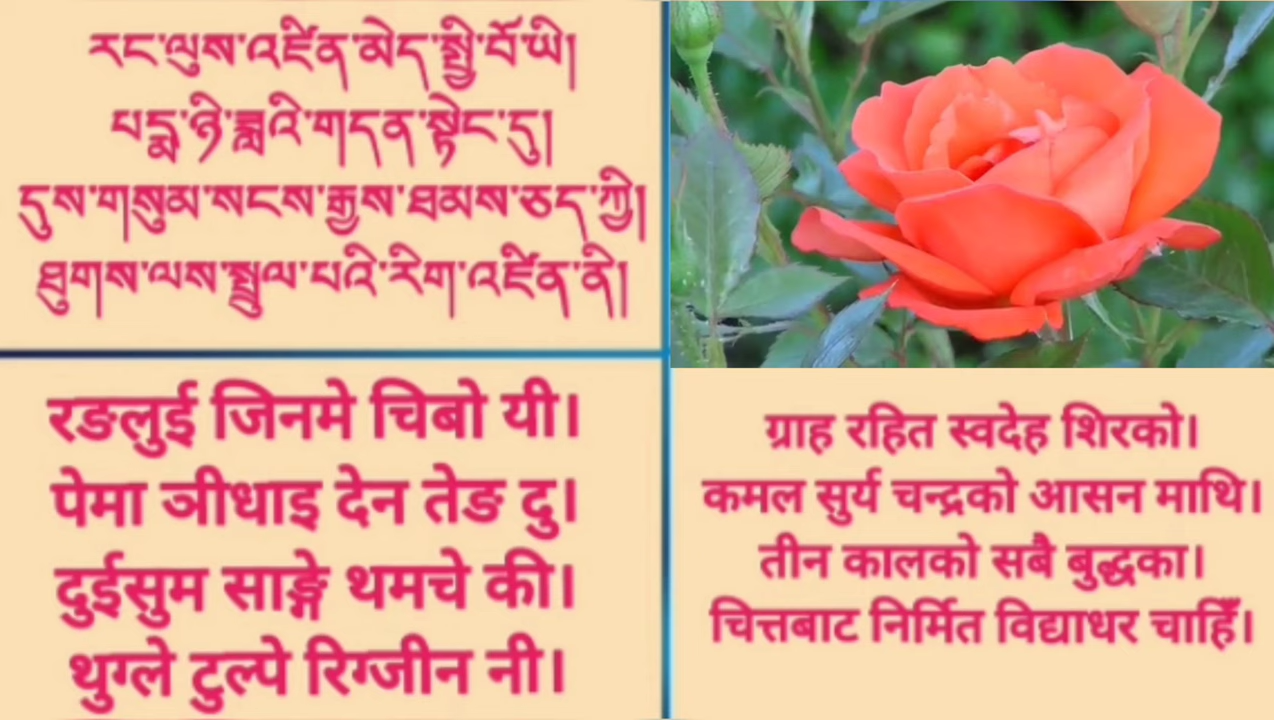 རང་ལུས་འཛིན་མེད་སྤྱི་བོ་ཡི།
པདྨ་ཉི་ཟླའི་གདན་སྟེང་དུ།
དུས་གསུམ་སངས་རྒྱས་ཐམས་ཅད་ཀྱི།
ཐུགས་ལས་སྤྲུལ་པའི་རིག་འཛིན་ནི།
रङलुई जिनमे चिबो यी।
पेमा ञीधाइ देन तेङ दु।
दुईसुम साङ्गे थमचे की।
थुग्ले टुल्पे रिग्जीन नी।
ग्राह रहित स्वदेह शिरको।
कमल सुर्य चन्द्रको आसन माथि।
तीन कालको सबै बुद्धका।
चित्तबाट निर्मित विद्याधर चाहिँ।